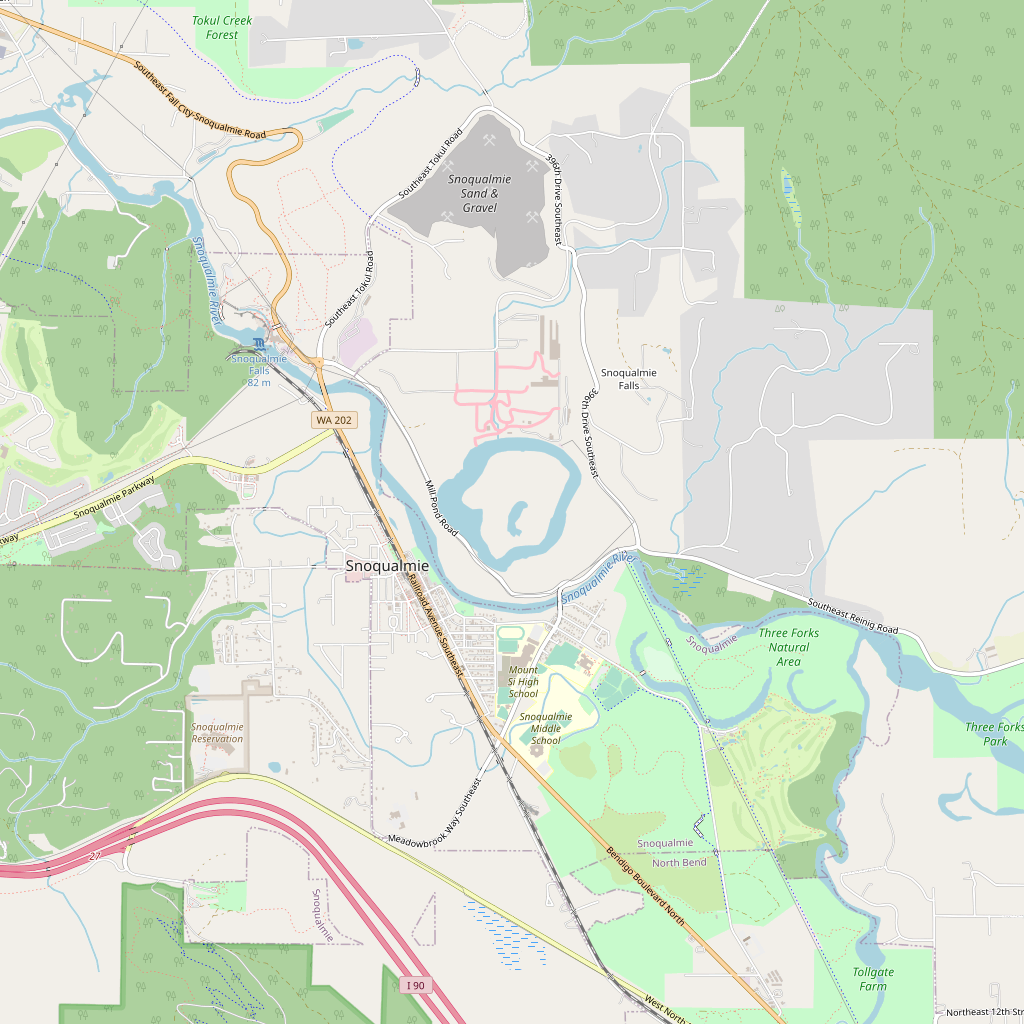 Tokul Creek
Forest
Southeast Fall City-Snoqualmie Road
Southeast Tokul Road
396th Drive Southeast
Snoqualmie
Sand &
Gravel
Snoqualmie River
Southeast Tokul Road
Snoqualmie
Falls
82 m
Snoqualmie
Falls
396th Drive Southeast
WA 202
Snoqualmie Parkway
Mill Pond Road
Snoqualmie
Snoqualmie River
Railroad Avenue Southeast
Southeast Reinig Road
Snoqualmie
Three Forks
Natural
Area
Mount
Si High
School
Snoqualmie
Middle
School
Snoqualmie
Reservation
Three Forks
Park
Meadowbrook Way Southeast
27
Snoqualmie
North Bend
Bendigo Boulevard North
Snoqualmie
I 90
Tollgate
Farm
West North
Northeast 12th Str